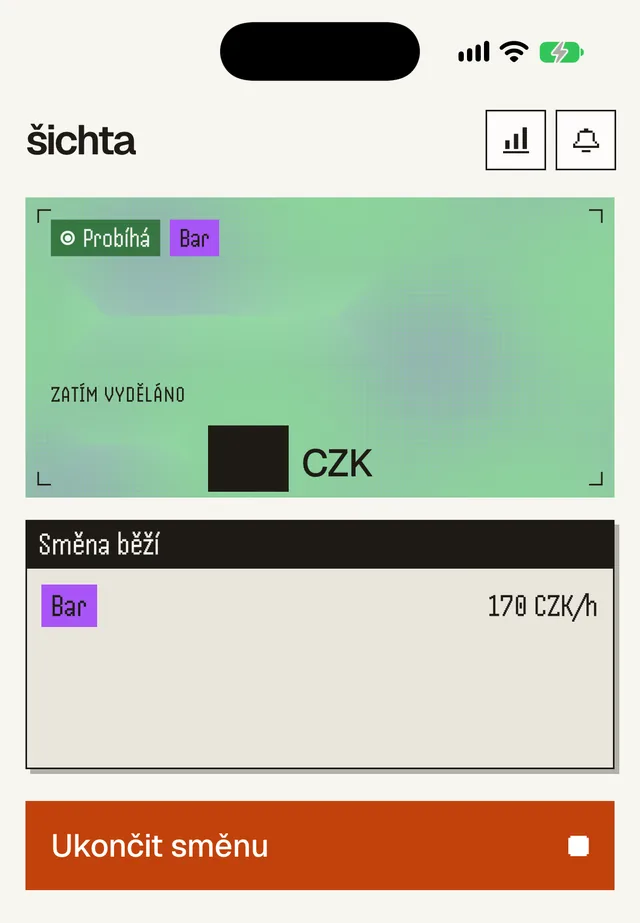 šichta
Probíhá Bar
ZATÍM VYDĚLÁNO
CZK
Směna běží
Bar 170 CZK/h
Ukončit směnu